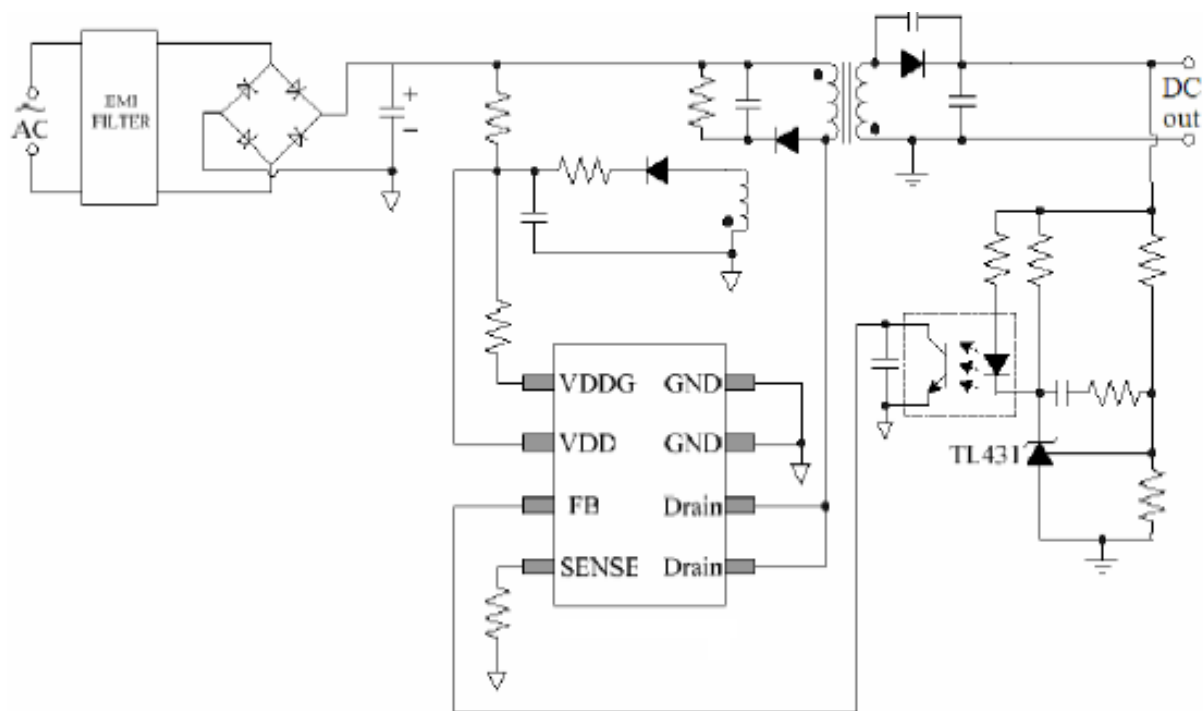 EMI
FILTER
~
AC
+
–
DC
out
VDDG
GND
VDD
GND
TL431
FB
Drain
SENSE
Drain